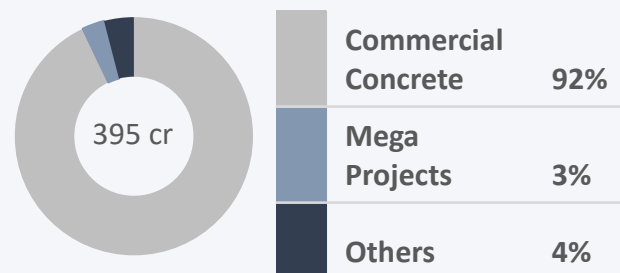 395 cr
Commercial
Concrete 92%
Mega
Projects 3%
Others 4%